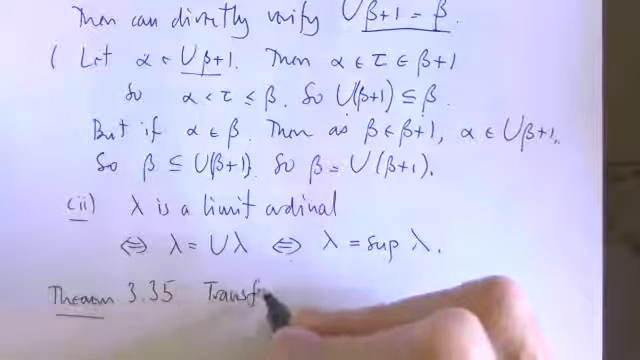 Then can directly verify ∪β+1 = β.
( Let α ∈ ∪β+1. Then α ∈ τ ∈ β+1
So α < τ ≤ β. So ∪(β+1) ⊆ β.
But if α ∈ β. Then as β ∈ β+1, α ∈ ∪β+1.
So β ⊆ ∪(β+1). So β = ∪(β+1).
(ii) λ is a limit ordinal
⇔ λ = ∪λ ⇔ λ = sup λ.
Theorem 3.35 Transf